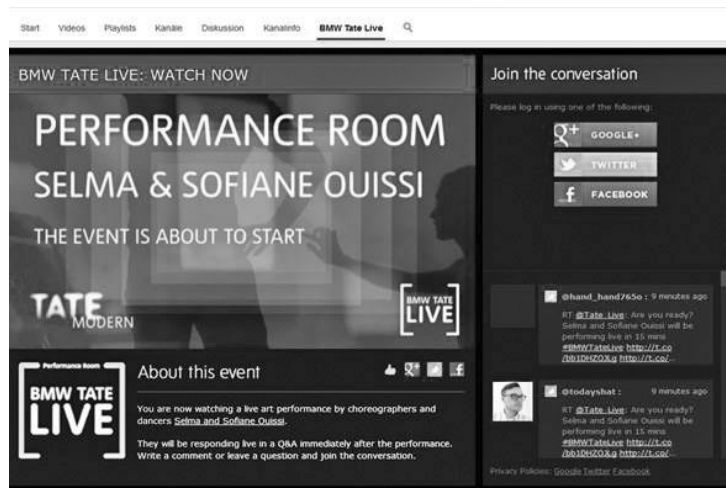 Start Videos Playlists Kanäle Diskussion Kanalinfo BMW Tate Live
BMW TATE LIVE: WATCH NOW
PERFORMANCE ROOM
SELMA & SOFIANE OUISSI
THE EVENT IS ABOUT TO START
TATE
MODERN
BMW TATE
LIVE
Performance Room
BMW TATE
LIVE
About this event
You are now watching a live art performance by choreographers and
dancers Selma and Sofiane Ouissi.
They will be responding live in a Q&A immediately after the performance.
Write a comment or leave a question and join the conversation.
Join the conversation
Please log in using one of the following:
g+ GOOGLE+
TWITTER
f FACEBOOK
@hand_hand765o : 9 minutes ago
RT @Tate_Live: Are you ready?
Selma and Sofiane Ouissi will be
performing live in 15 mins
#BMWTateLive http://t.co
/bb1DHZOJLg http://t.co/...
@todayshat : 9 minutes ago
RT @Tate_Live: Are you ready?
Selma and Sofiane Ouissi will be
performing live in 15 mins
#BMWTateLive http://t.co
http://t.co/...
Privacy Policies: Google Twitter Facebook